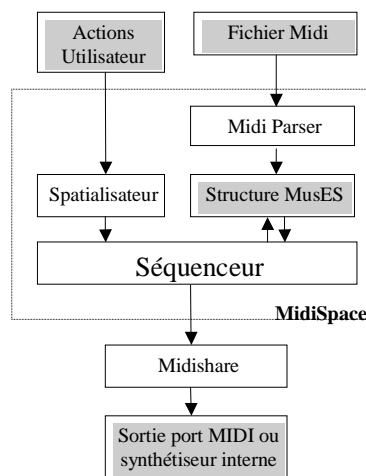 Actions
Utilisateur
Fichier Midi
Midi Parser
Spatialisateur
Structure MusES
Séquenceur
MidiSpace
Midishare
Sortie port MIDI ou
synthétiseur interne